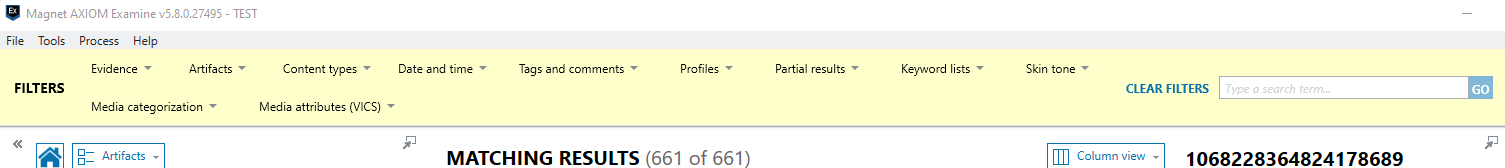 Ex Magnet AXIOM Examine v5.8.0.27495 - TEST
File Tools Process Help
Evidence Artifacts Content types Date and time Tags and comments Profiles Partial results Keyword lists Skin tone
FILTERS CLEAR FILTERS Type a search term... GO
Media categorization Media attributes (VICS)
Artifacts MATCHING RESULTS (661 of 661) Column view 1068228364824178689